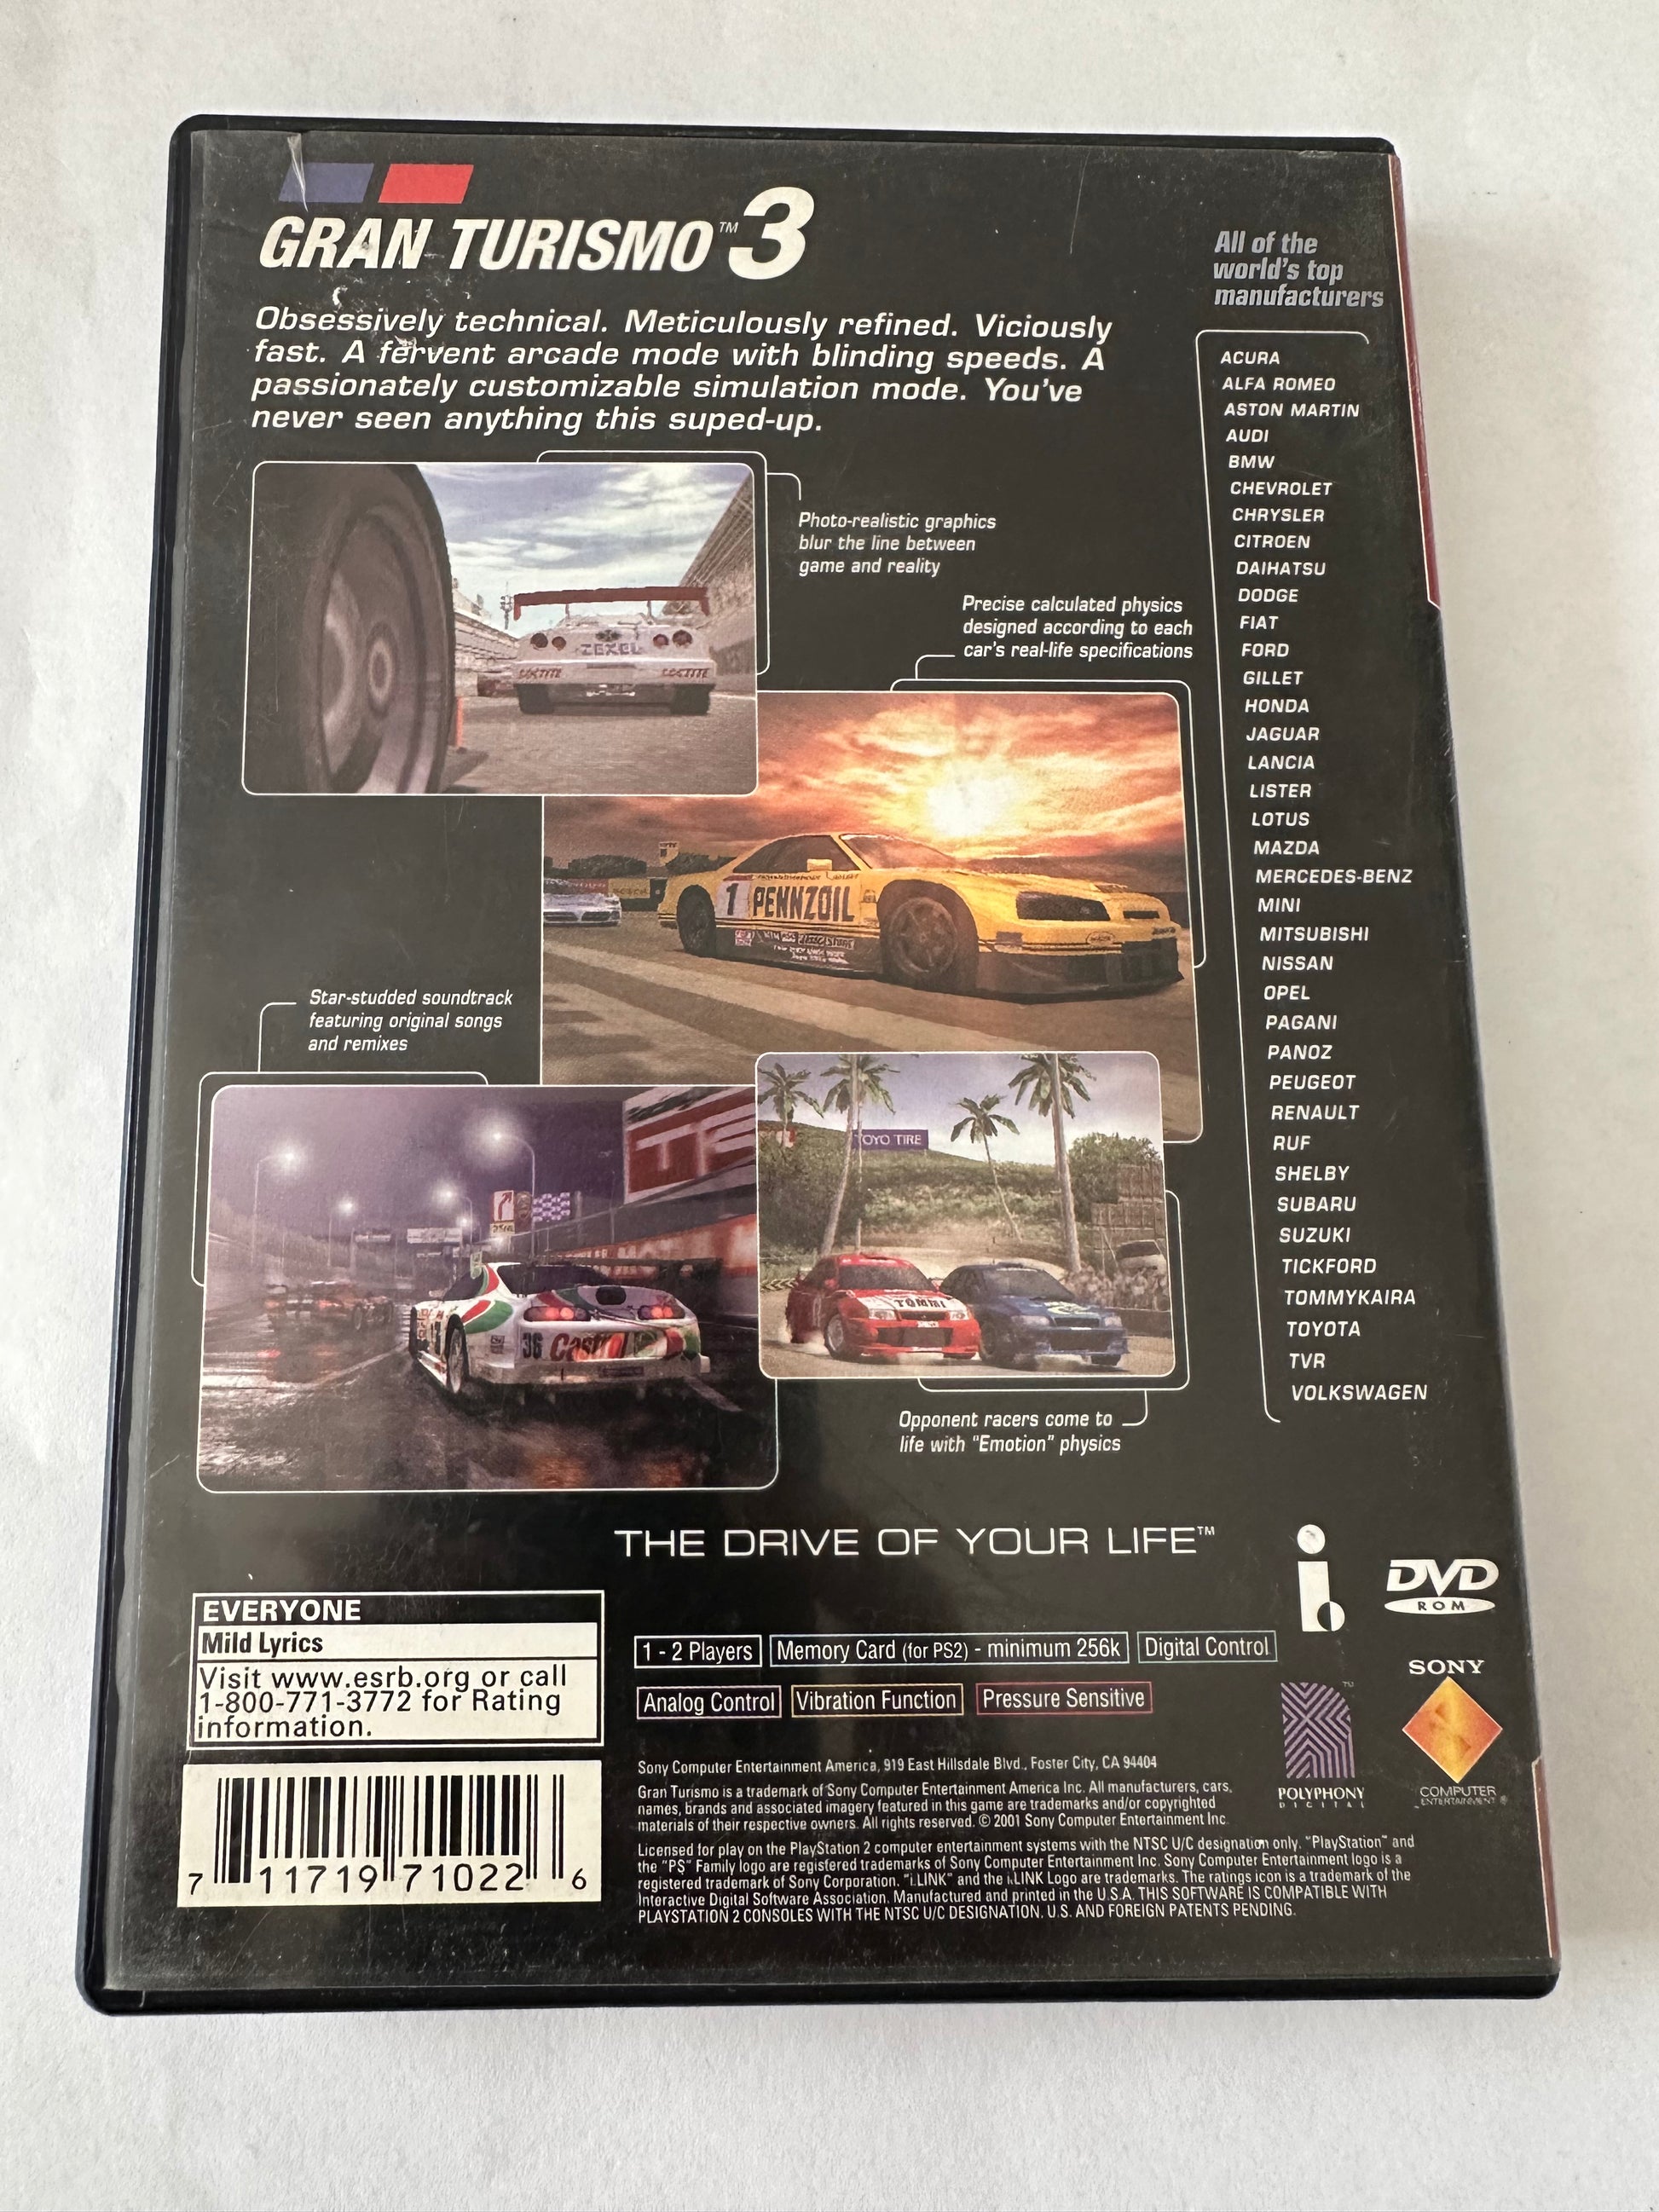 GRAN TURISMO™ 3
Obsessively technical. Meticulously refined. Viciously
fast. A fervent arcade mode with blinding speeds. A
passionately customizable simulation mode. You've
never seen anything this suped-up.
All of the
world's top
manufacturers
ACURA
ALFA ROMEO
ASTON MARTIN
AUDI
BMW
CHEVROLET
CHRYSLER
CITROEN
DAIHATSU
DODGE
FIAT
FORD
GILLET
HONDA
JAGUAR
LANCIA
LISTER
LOTUS
MAZDA
MERCEDES-BENZ
MINI
MITSUBISHI
NISSAN
OPEL
PAGANI
PANOZ
PEUGEOT
RENAULT
RUF
SHELBY
SUBARU
SUZUKI
TICKFORD
TOMMYKAIRA
TOYOTA
TVR
VOLKSWAGEN
ZEXEL
LOCTITE LOCTITE
Photo-realistic graphics
blur the line between
game and reality
Precise calculated physics
designed according to each
car's real-life specifications
1 PENNZOIL
Star-studded soundtrack
featuring original songs
and remixes
36 Castrol
TOYO TIRE
TOMMI
Opponent racers come to
life with "Emotion" physics
THE DRIVE OF YOUR LIFE™
i
DVD
ROM
EVERYONE
Mild Lyrics
Visit www.esrb.org or call
1-800-771-3772 for Rating
information.
1 - 2 Players
Memory Card (for PS2) - minimum 256k
Digital Control
Analog Control
Vibration Function
Pressure Sensitive
POLYPHONY
DIGITAL
SONY
COMPUTER
ENTERTAINMENT®
7 11719 71022 6
Sony Computer Entertainment America, 919 East Hillsdale Blvd., Foster City, CA 94404
Gran Turismo is a trademark of Sony Computer Entertainment America Inc. All manufacturers, cars,
names, brands and associated imagery featured in this game are trademarks and/or copyrighted
materials of their respective owners. All rights reserved. © 2001 Sony Computer Entertainment Inc.
Licensed for play on the PlayStation 2 computer entertainment systems with the NTSC U/C designation only. "PlayStation" and
the "PS" Family logo are registered trademarks of Sony Computer Entertainment Inc. Sony Computer Entertainment logo is a
registered trademark of Sony Corporation. "i.LINK" and the i.LINK Logo are trademarks. The ratings icon is a trademark of the
Interactive Digital Software Association. Manufactured and printed in the U.S.A. THIS SOFTWARE IS COMPATIBLE WITH
PLAYSTATION 2 CONSOLES WITH THE NTSC U/C DESIGNATION. U.S. AND FOREIGN PATENTS PENDING.